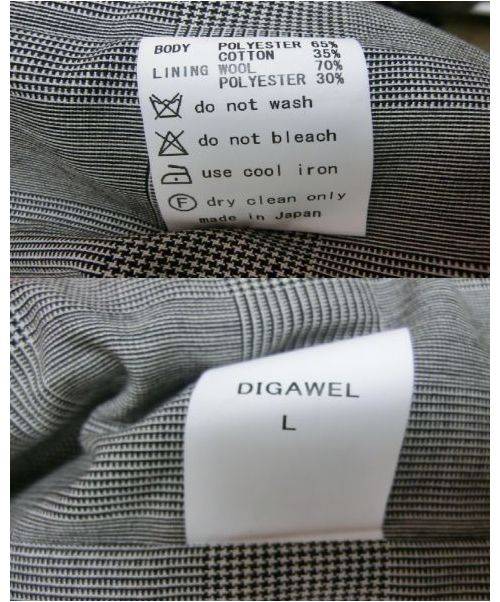 BODY POLYESTER 65%
COTTON 35%
LINING WOOL 70%
POLYESTER 30%
do not wash
do not bleach
use cool iron
F dry clean only
made in Japan
DIGAWEL
L